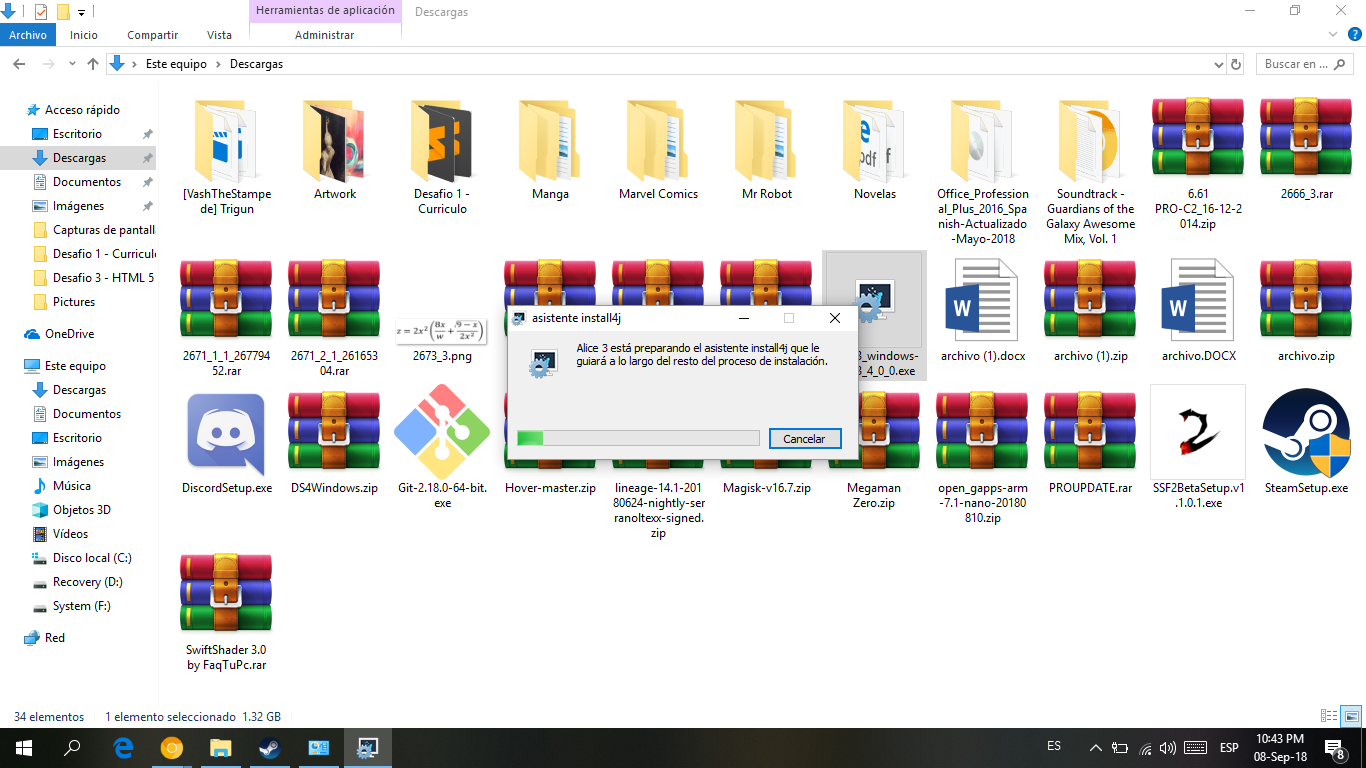 Herramientas de aplicación
Descargas
Archivo
Inicio
Compartir
Vista
Administrar
Este equipo
Descargas
Buscar en ...
Acceso rápido
Escritorio
Descargas
Documentos
Imágenes
Capturas de pantall
Desafio 1 - Curricul
Desafio 3 - HTML 5
Pictures
OneDrive
Este equipo
Descargas
Documentos
Escritorio
Imágenes
Música
Objetos 3D
Vídeos
Disco local (C:)
Recovery (D:)
System (F:)
Red
[VashTheStampe
de] Trigun
Artwork
Desafio 1 -
Curriculo
Manga
Marvel Comics
Mr Robot
Novelas
Office_Profession
al_Plus_2016_Spa
nish-Actualizado
-Mayo-2018
Soundtrack -
Guardians of the
Galaxy Awesome
Mix, Vol. 1
6.61
PRO-C2_16-12-2
014.zip
2666_3.rar
2671_1_1_267794
52.rar
2671_2_1_261653
04.rar
z = 2x² (8x/w + √9 − x/2x²)
2673_3.png
3_windows-
3_4_0_0.exe
archivo (1).docx
archivo (1).zip
archivo.DOCX
archivo.zip
asistente install4j
Alice 3 está preparando el asistente install4j que le
guiará a lo largo del resto del proceso de instalación.
Cancelar
DiscordSetup.exe
DS4Windows.zip
Git-2.18.0-64-bit.
exe
Hover-master.zip
lineage-14.1-201
80624-nightly-ser
ranoltexx-signed.
zip
Magisk-v16.7.zip
Megaman
Zero.zip
open_gapps-arm
-7.1-nano-20180
810.zip
PROUPDATE.rar
SSF2BetaSetup.v1
.1.0.1.exe
SteamSetup.exe
SwiftShader 3.0
by FaqTuPc.rar
34 elementos
1 elemento seleccionado 1.32 GB
ES
ESP
10:43 PM
08-Sep-18
8